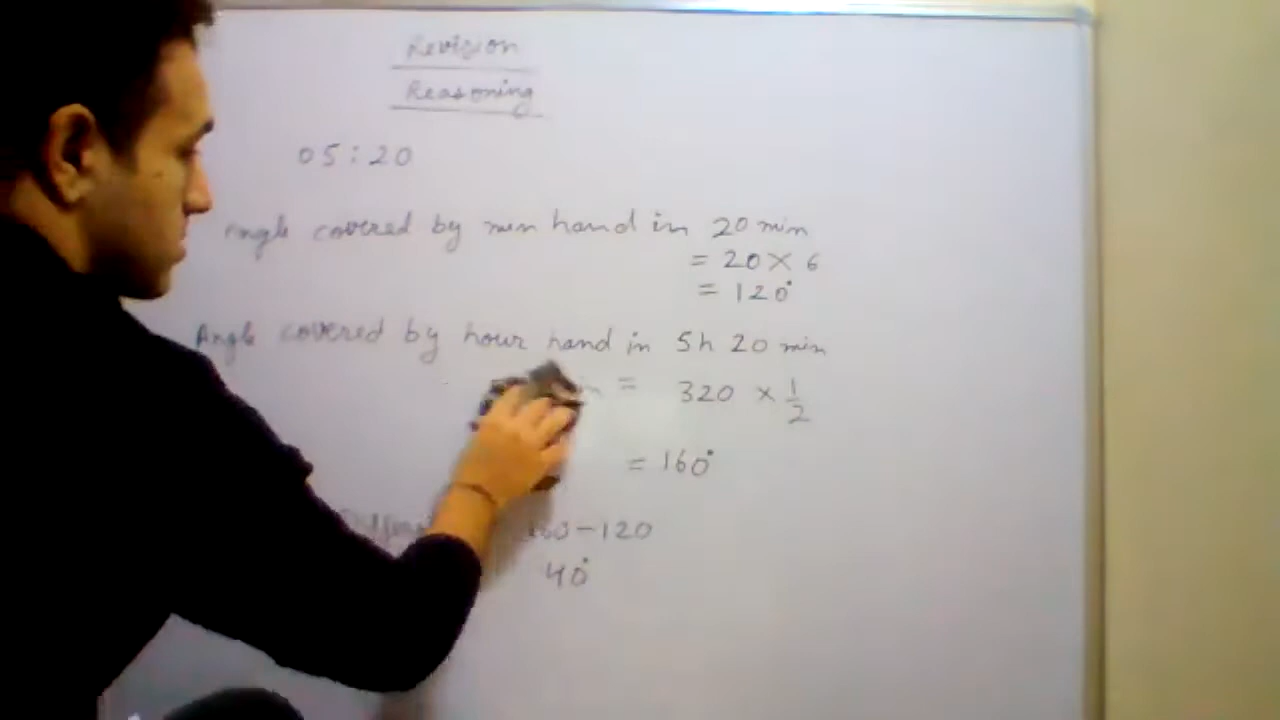 Revision
Reasoning
05:20
Angle covered by min hand in 20 min
= 20 × 6
= 120°
Angle covered by hour hand in 5h 20 min
= 320 × 1/2
= 160°
160-120
40°